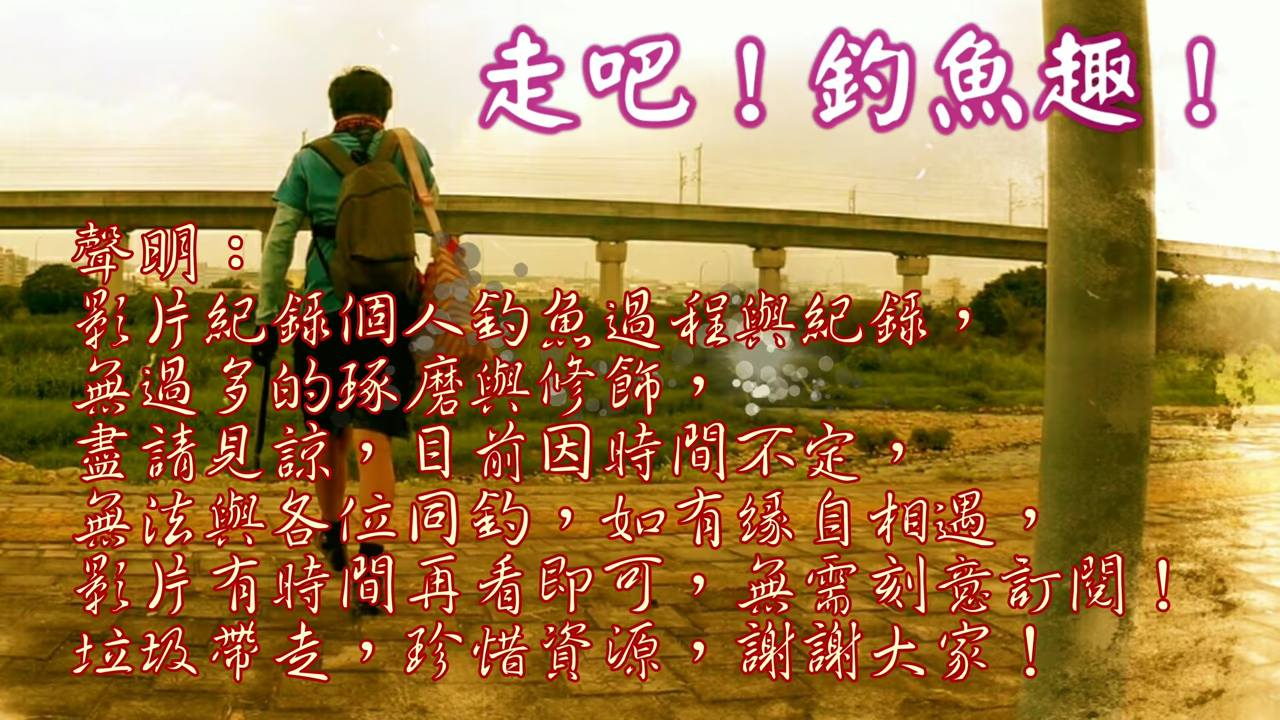 走吧！釣魚趣！
聲明：
影片紀錄個人釣魚過程與紀錄，
無過多的琢磨與修飾，
盡請見諒，目前因時間不定，
無法與各位同釣，如有緣自相遇，
影片有時間再看即可，無需刻意訂閱！
垃圾帶走，珍惜資源，謝謝大家！